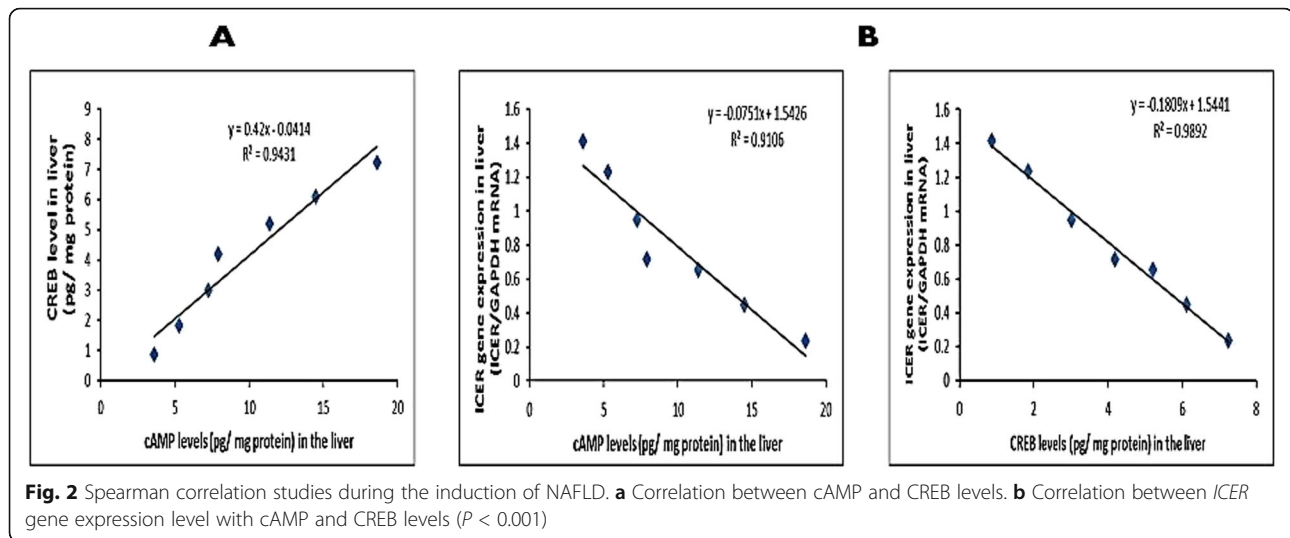 A
B
CREB level in liver
(pg/ mg protein)
9
8
7
6
5
4
3
2
1
0
y = 0.42x - 0.0414
R² = 0.9431
0 5 10 15 20
cAMP levels (pg/ mg protein) in the liver
ICER gene expression in liver
(ICER/GAPDH mRNA)
1.6
1.4
1.2
1
0.8
0.6
0.4
0.2
0
y = -0.0751x + 1.5426
R² = 0.9106
0 5 10 15 20
cAMP levels (pg/ mg protein) in the liver
ICER gene expression in liver
(ICER/GAPDH mRNA)
1.6
1.4
1.2
1
0.8
0.6
0.4
0.2
0
y = -0.1809x + 1.5441
R² = 0.9892
0 2 4 6 8
CREB levels (pg/ mg protein) in the liver
Fig. 2 Spearman correlation studies during the induction of NAFLD. a Correlation between cAMP and CREB levels. b Correlation between ICER
gene expression level with cAMP and CREB levels (P < 0.001)